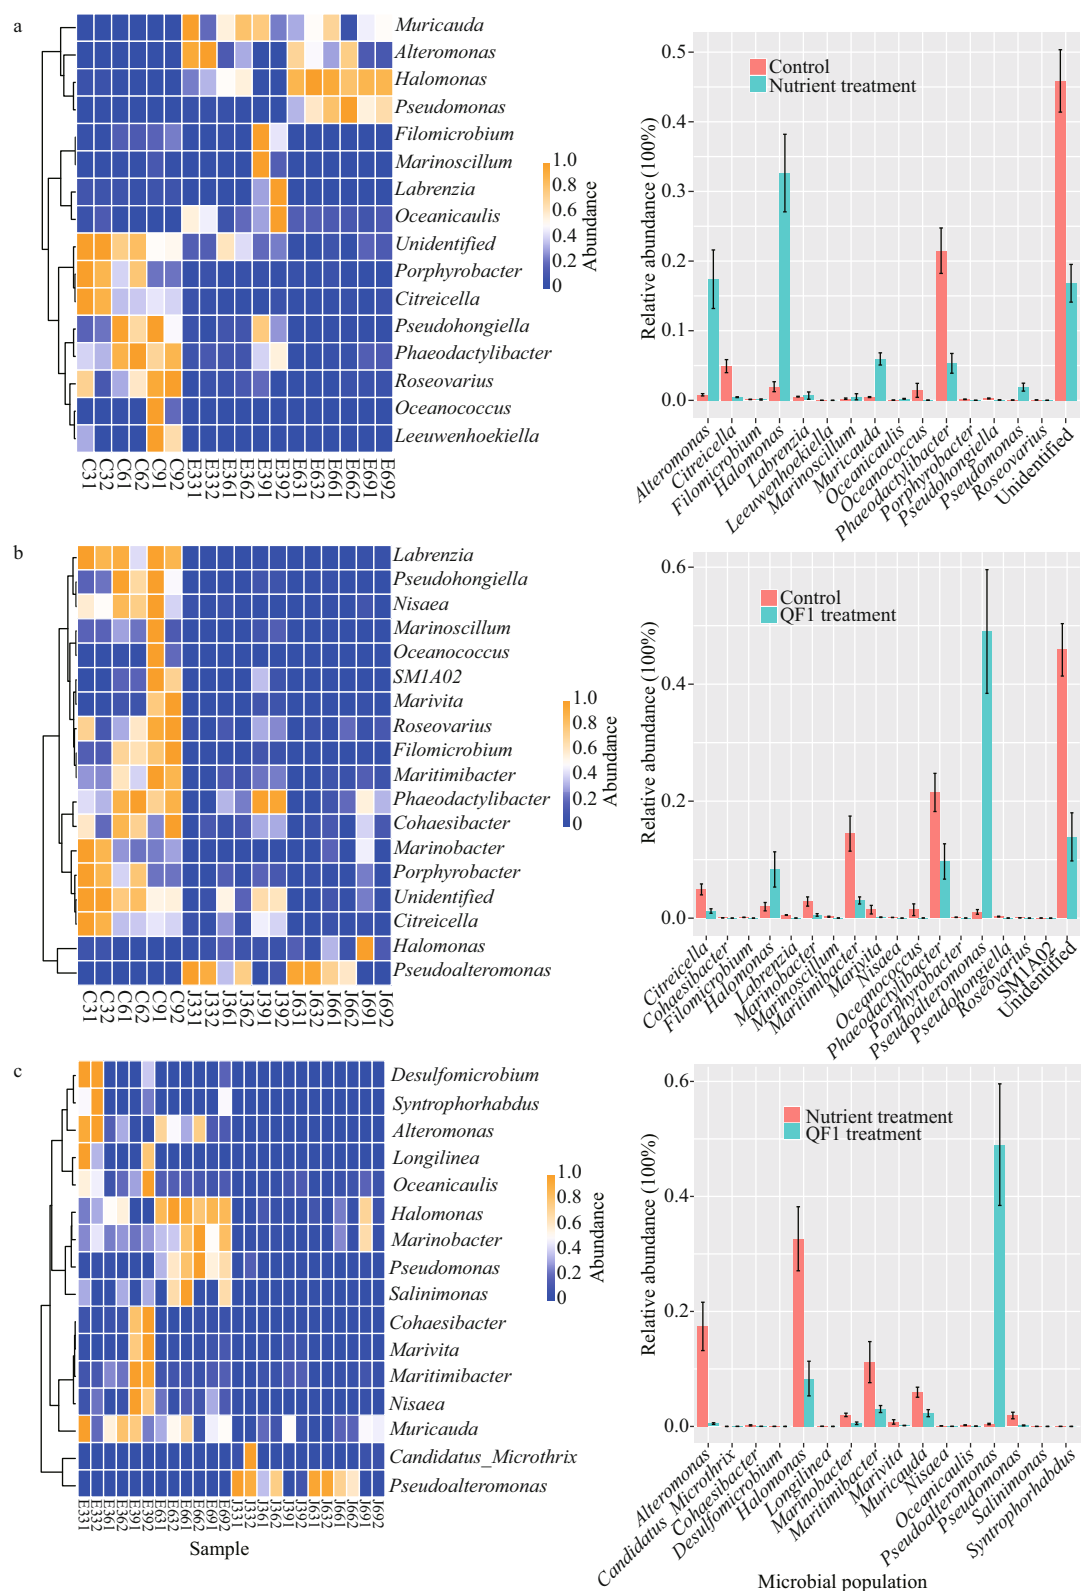 a
Muricauda
Alteromonas
Halomonas
Pseudomonas
Filomicrobium
Marinoscillum
Labrenzia
Oceanicaulis
Unidentified
Porphyrobacter
Citreicella
Pseudohongiella
Phaeodactylibacter
Roseovarius
Oceanococcus
Leeuwenhoekiella
C31 C32 C61 C62 C91 C92 E331 E332 E361 E362 E391 E392 E631 E632 E661 E662 E691 E692
1.0
0.8
0.6
0.4
0.2
0
Abundance
Relative abundance (100%)
0.5
0.4
0.3
0.2
0.1
0.0
Control
Nutrient treatment
Alteromonas
Citreicella
Filomicrobium
Halomonas
Labrenzia
Leeuwenhoekiella
Marinoscillum
Muricauda
Oceanicaulis
Oceanococcus
Phaeodactylibacter
Porphyrobacter
Pseudohongiella
Pseudomonas
Roseovarius
Unidentified
b
Labrenzia
Pseudohongiella
Nisaea
Marinoscillum
Oceanococcus
SM1A02
Marivita
Roseovarius
Filomicrobium
Maritimibacter
Phaeodactylibacter
Cohaesibacter
Marinobacter
Porphyrobacter
Unidentified
Citreicella
Halomonas
Pseudoalteromonas
C31 C32 C61 C62 C91 C92 J331 J332 J361 J362 J391 J392 J631 J632 J661 J662 J691 J692
1.0
0.8
0.6
0.4
0.2
0
Abundance
Relative abundance (100%)
0.6
0.4
0.2
0.0
Control
QF1 treatment
Citreicella
Cohaesibacter
Filomicrobium
Halomonas
Labrenzia
Marinobacter
Marinoscillum
Maritimibacter
Marivita
Nisaea
Oceanococcus
Phaeodactylibacter
Porphyrobacter
Pseudoalteromonas
Pseudohongiella
Roseovarius
SM1A02
Unidentified
c
Desulfomicrobium
Syntrophorhabdus
Alteromonas
Longilinea
Oceanicaulis
Halomonas
Marinobacter
Pseudomonas
Salinimonas
Cohaesibacter
Marivita
Maritimibacter
Nisaea
Muricauda
Candidatus_Microthrix
Pseudoalteromonas
E331 E332 E361 E362 E391 E392 E631 E632 E661 E662 E691 E692 J331 J332 J361 J362 J391 J392 J631 J632 J661 J662 J691 J692
Sample
1.0
0.8
0.6
0.4
0.2
0
Abundance
Relative abundance (100%)
0.6
0.4
0.2
0.0
Nutrient treatment
QF1 treatment
Alteromonas
Candidatus_Microthrix
Cohaesibacter
Desulfomicrobium
Halomonas
Longilinea
Marinobacter
Maritimibacter
Marivita
Muricauda
Nisaea
Oceanicaulis
Pseudoalteromonas
Pseudomonas
Salinimonas
Syntrophorhabdus
Microbial population